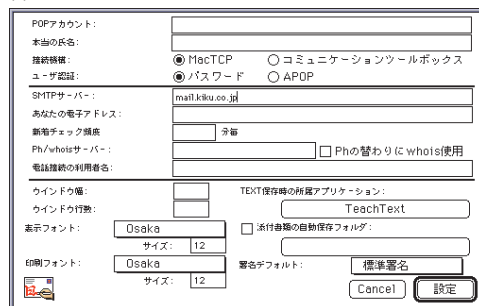 POPアカウント:
本当の氏名:
接続機構: MacTCP コミュニケーションツールボックス
ユーザ認証: パスワード APOP
SMTPサーバー: mail.kiku.co.jp
あなたの電子アドレス:
新着チェック頻度 分毎
Ph/whoisサーバー: Phの替わりにwhois使用
電話接続の利用者名:
ウインドウ幅: TEXT保存時の所属アプリケーション:
ウインドウ行数: TeachText
表示フォント: Osaka 添付書類の自動保存フォルダ:
サイズ: 12
印刷フォント: Osaka 署名デフォルト: 標準署名
サイズ: 12 Cancel 設定